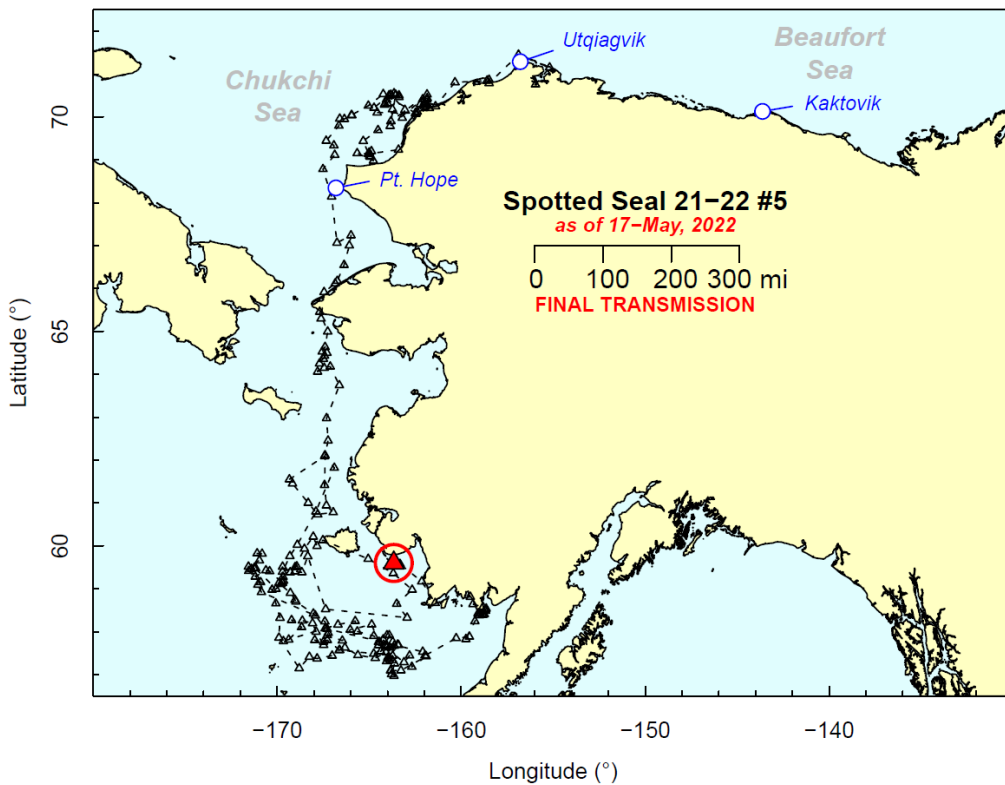 Utqiagvik
Beaufort
Sea
Chukchi
Sea
Kaktovik
Pt. Hope
Spotted Seal 21−22 #5
as of 17−May, 2022
0 100 200 300 mi
FINAL TRANSMISSION
70
65
60
Latitude (°)
−170 −160 −150 −140
Longitude (°)